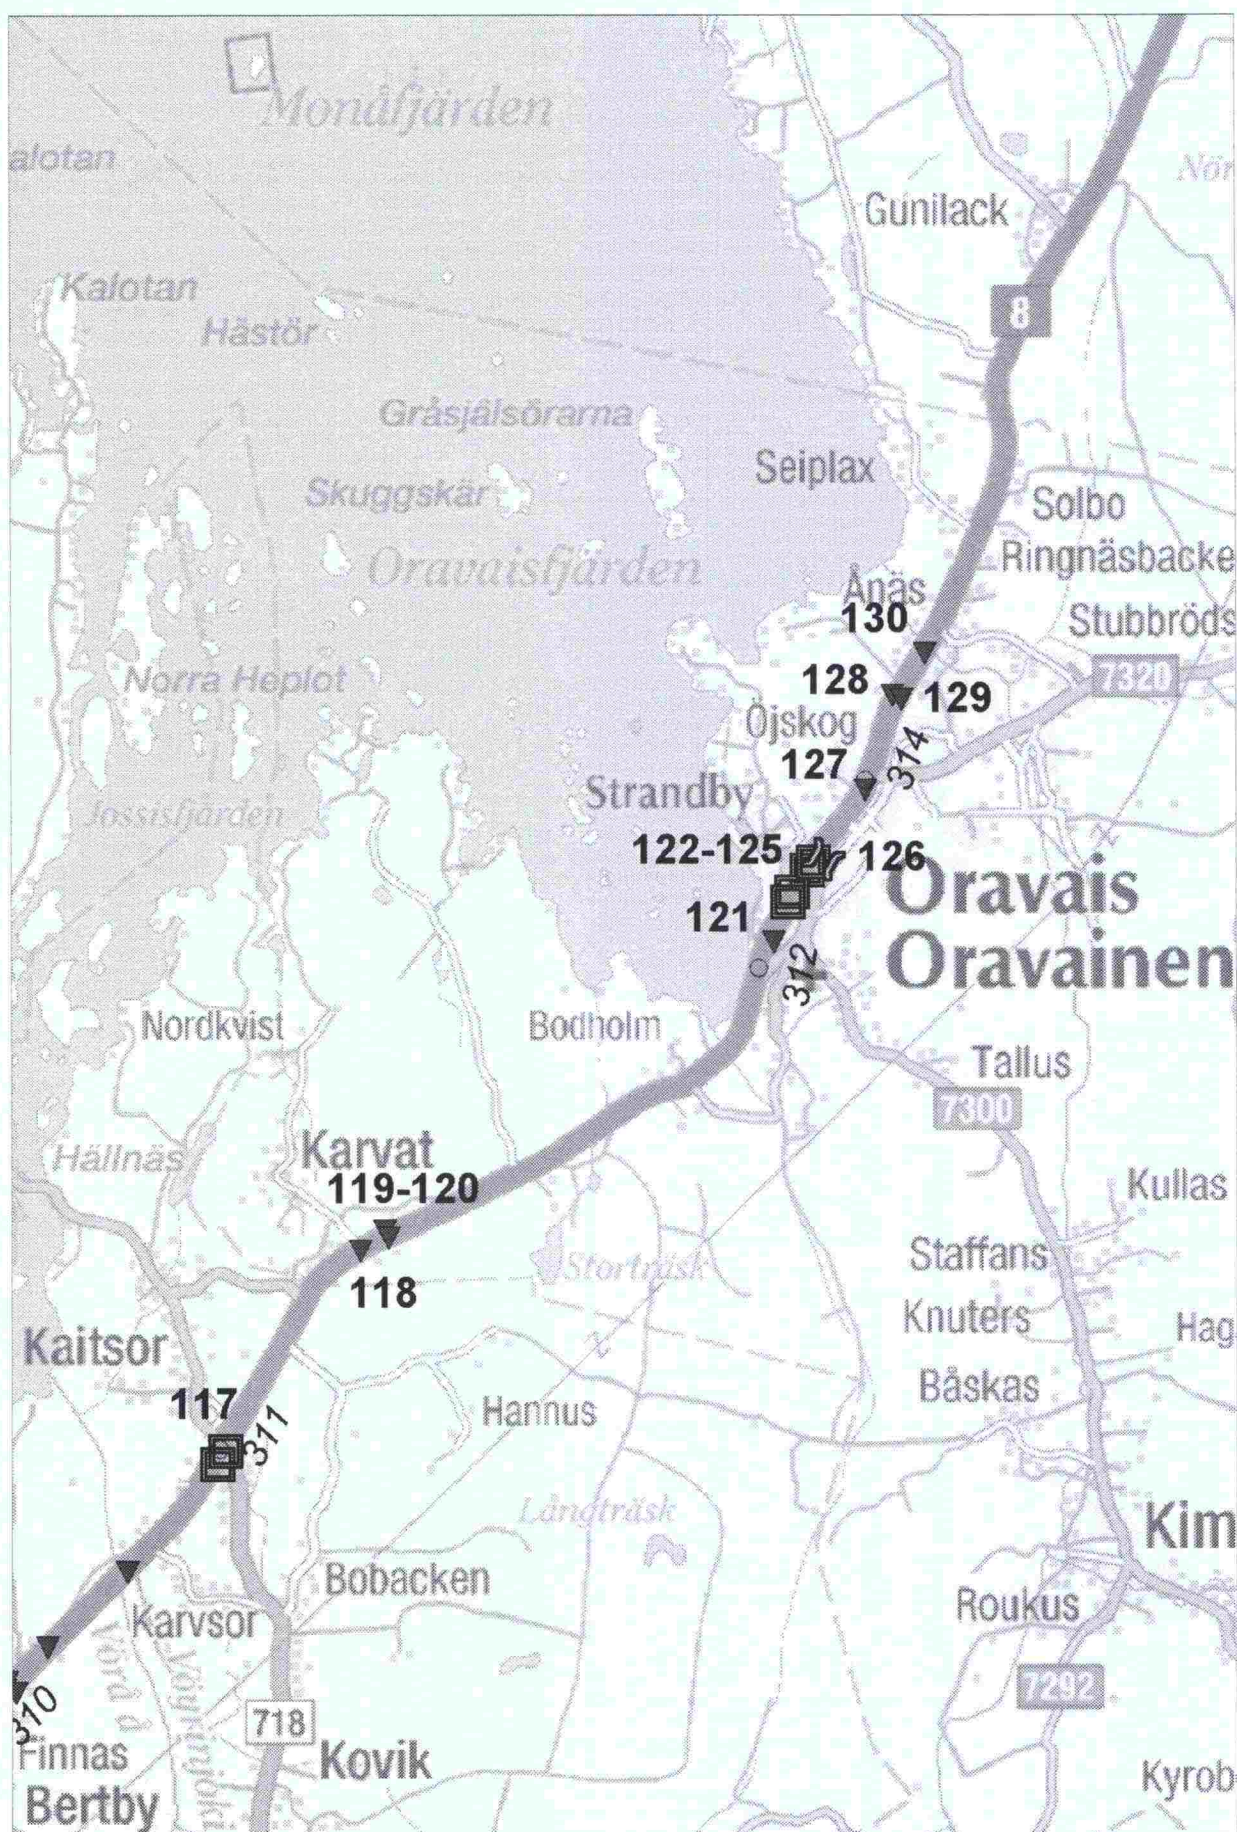 Monåfjärden
alotan
Nör
Gunilack
Kalotan
8
Hästör
Gråsjälsörarna
Seiplax
Skuggskär
Solbo
Oravaisfjärden
Ringnäsbacke
Ånäs
130
Stubbröds
7320
Norra Heplot
128
129
Öjskog
127
314
Strandby
Jossisfjärden
122-125
126
Oravais
121
Oravainen
312
Nordkvist
Bodholm
Tallus
7300
Karvat
Hällnäs
119-120
Kullas
Staffans
Storträsk
118
Knuters
Hag
Kaitsor
Båskas
117
Hannus
311
Långträsk
Kim
Bobacken
Roukus
Karvsor
Vörå å
Vöyrinjoki
7292
310
718
Finnas
Kovik
Kyrob
Bertby